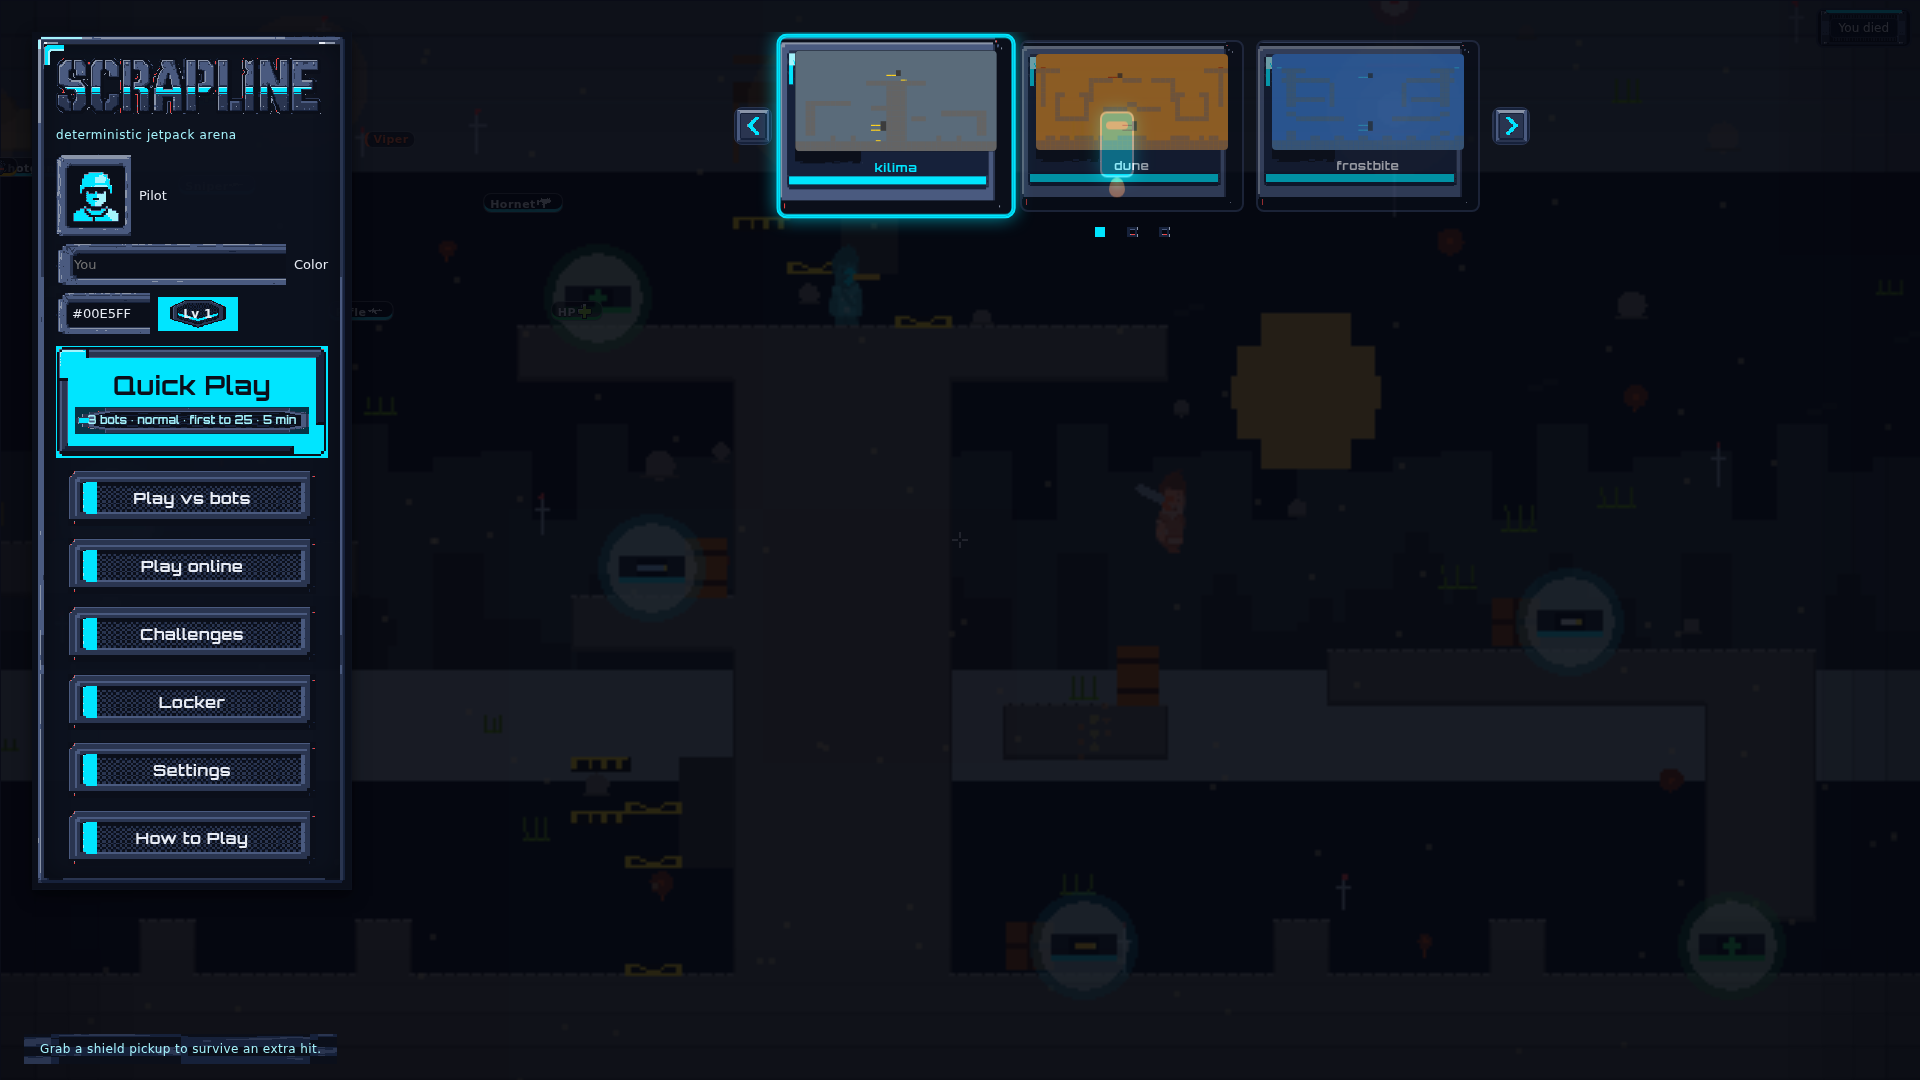 SCRAPLINE
deterministic jetpack arena
Pilot
You
Color
#00E5FF
Lv 1
Quick Play
3 bots · normal · first to 25 · 5 min
Play vs bots
Play online
Challenges
Locker
Settings
How to Play
Grab a shield pickup to survive an extra hit.
kilima
dune
frostbite
You died
Viper
Hornet
HP